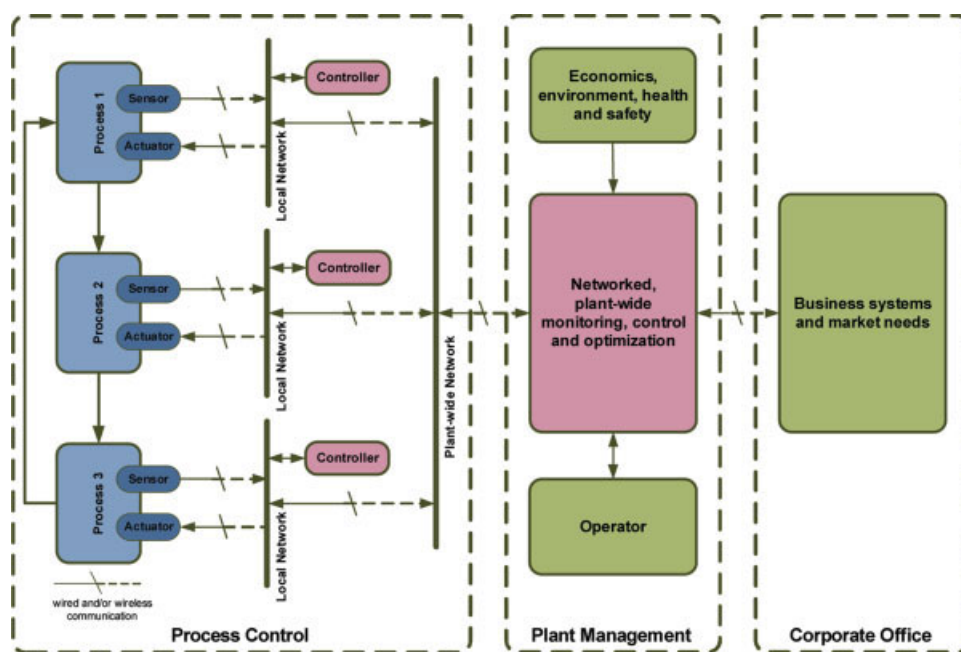 Process 1
Sensor
Actuator
Local Network
Controller
Process 2
Sensor
Actuator
Local Network
Controller
Process 3
Sensor
Actuator
Local Network
Controller
Plant-wide Network
wired and/or wireless
communication
Process Control
Economics,
environment, health
and safety
Networked,
plant-wide
monitoring, control
and optimization
Operator
Plant Management
Business systems
and market needs
Corporate Office